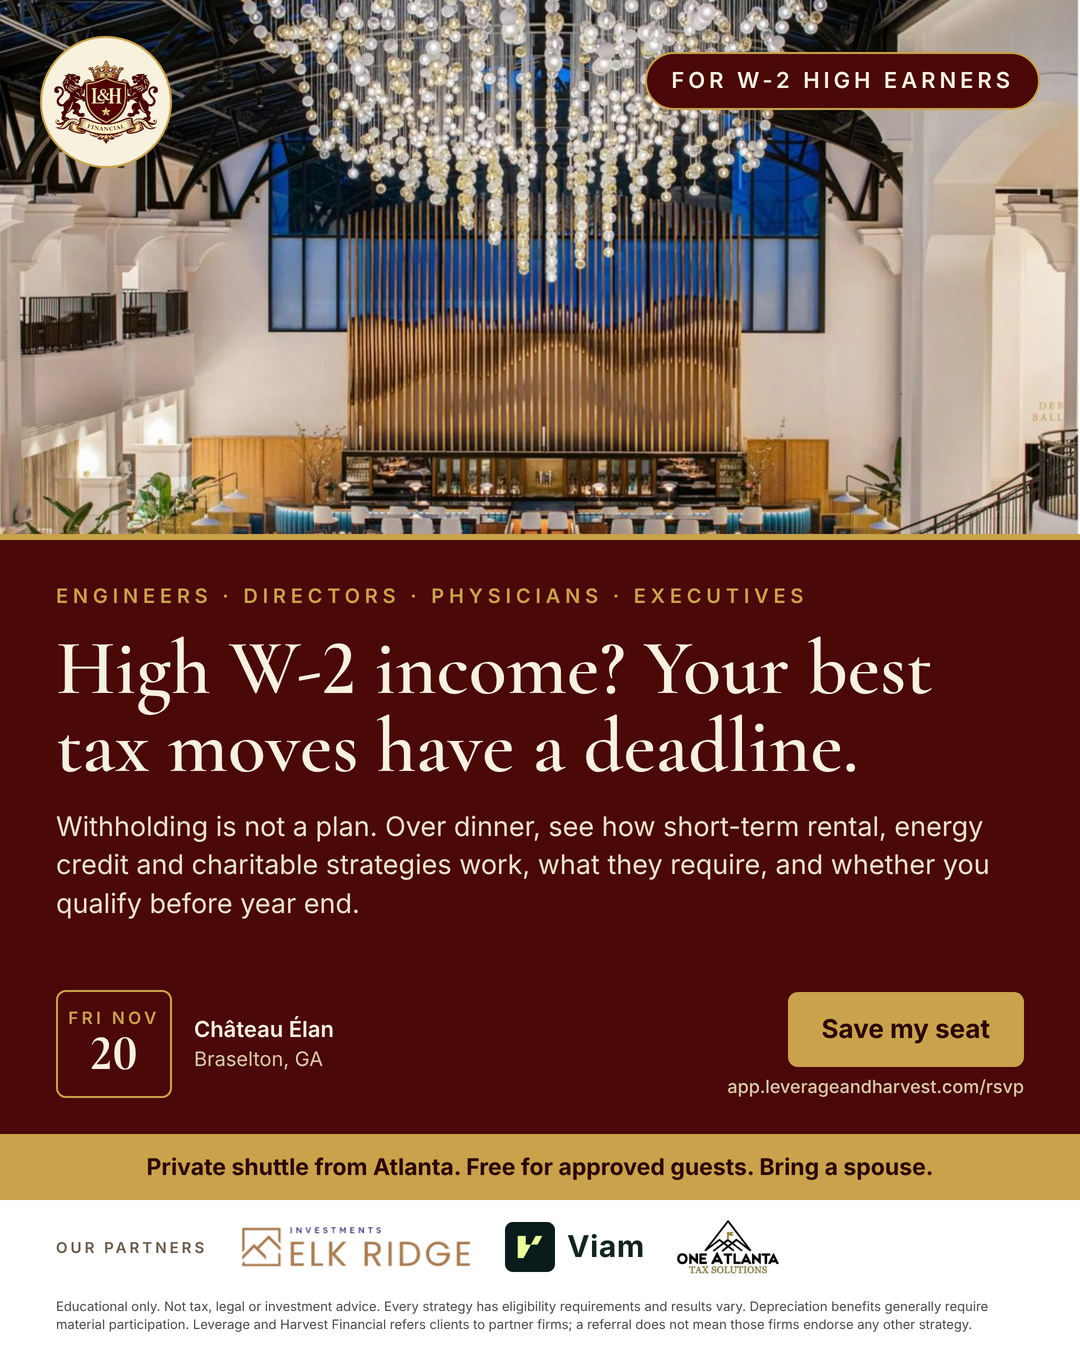 L&H
FINANCIAL
FOR W-2 HIGH EARNERS
DEB
BALL
ENGINEERS · DIRECTORS · PHYSICIANS · EXECUTIVES
High W-2 income? Your best
tax moves have a deadline.
Withholding is not a plan. Over dinner, see how short-term rental, energy
credit and charitable strategies work, what they require, and whether you
qualify before year end.
FRI NOV
20
Château Élan
Braselton, GA
Save my seat
app.leverageandharvest.com/rsvp
Private shuttle from Atlanta. Free for approved guests. Bring a spouse.
OUR PARTNERS
INVESTMENTS
ELK RIDGE
Viam
ONE ATLANTA
TAX SOLUTIONS
Educational only. Not tax, legal or investment advice. Every strategy has eligibility requirements and results vary. Depreciation benefits generally require
material participation. Leverage and Harvest Financial refers clients to partner firms; a referral does not mean those firms endorse any other strategy.